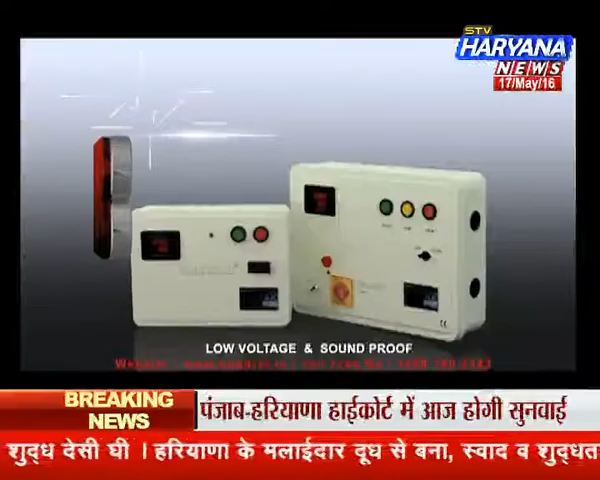 STV
HARYANA
NEWS
17/May/16
LOW VOLTAGE & SOUND PROOF
BREAKING
NEWS
पंजाब-हरियाणा हाईकोर्ट में आज होगी सुनवाई
शुद्ध देसी घी । हरियाणा के मलाईदार दूध से बना, स्वाद व शुद्धत